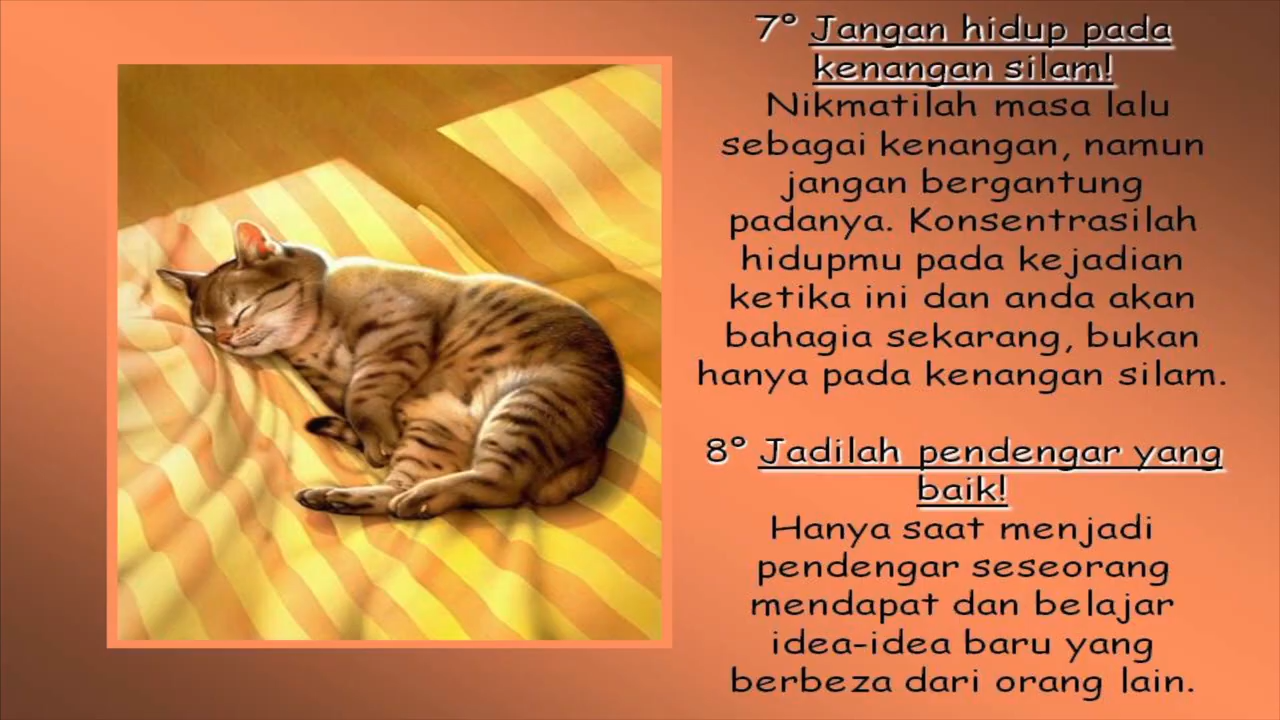 7° Jangan hidup pada
kenangan silam!
Nikmatilah masa lalu
sebagai kenangan, namun
jangan bergantung
padanya. Konsentrasilah
hidupmu pada kejadian
ketika ini dan anda akan
bahagia sekarang, bukan
hanya pada kenangan silam.
8° Jadilah pendengar yang
baik!
Hanya saat menjadi
pendengar seseorang
mendapat dan belajar
idea-idea baru yang
berbeza dari orang lain.